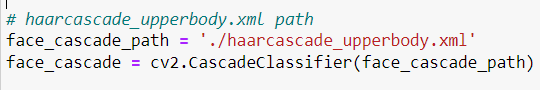 # haarcascade_upperbody.xml path
face_cascade_path = './haarcascade_upperbody.xml'
face_cascade = cv2.CascadeClassifier(face_cascade_path)